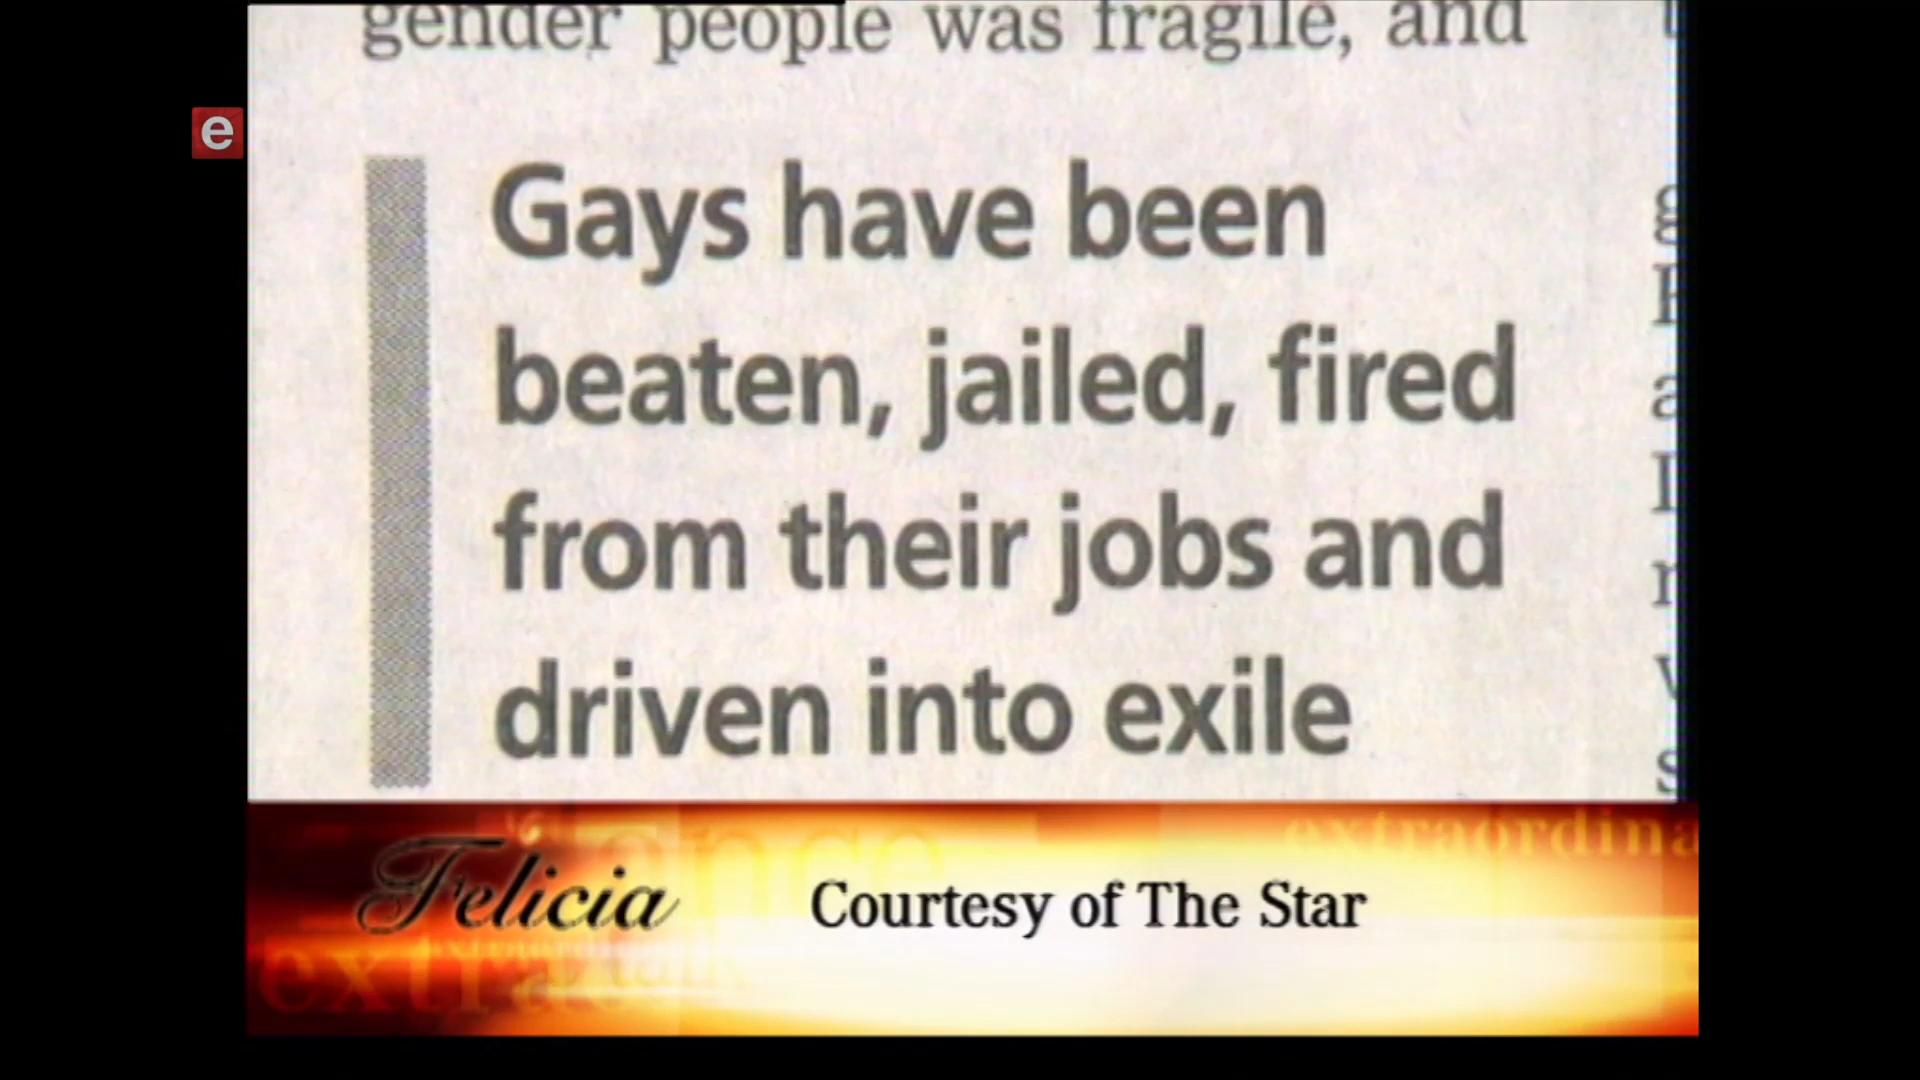 gender people was fragile, and
e
Gays have been
beaten, jailed, fired
from their jobs and
driven into exile
Felicia
Courtesy of The Star
extraordina